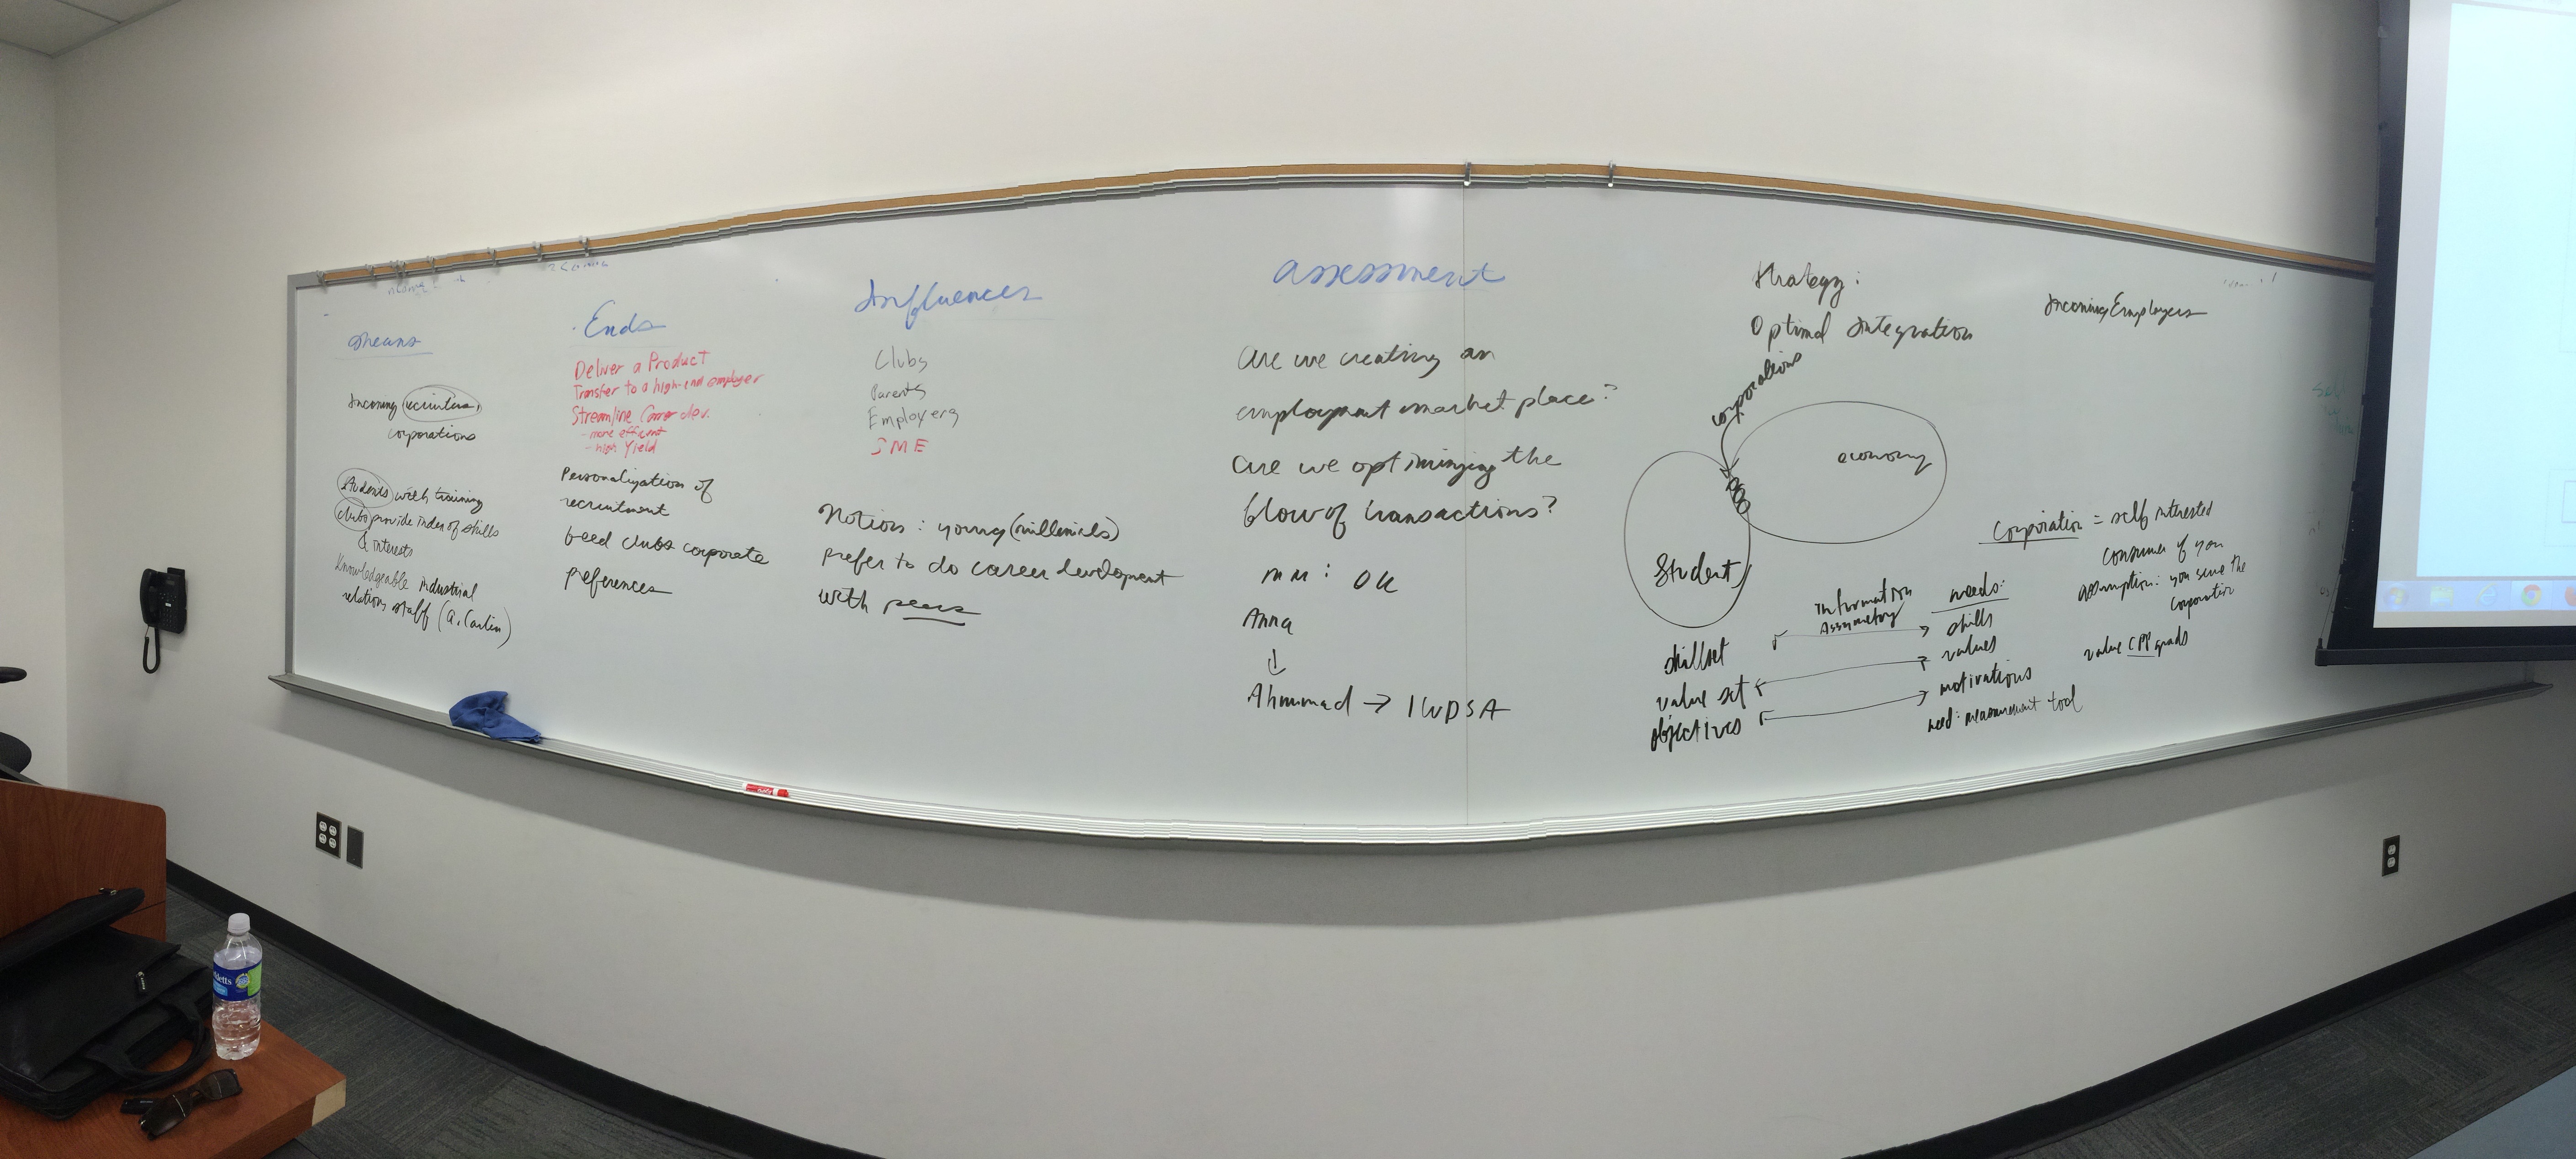 means
Incoming recruiters,
corporations
Students with training
clubs provide index of skills
& interests
Knowledgeable industrial
relations staff (a. Carlin)
Ends
Deliver a Product
Transfer to a high-end employer
Streamline Career dev.
- more efficient
- high Yield
Personalization of
recruitment
feed clubs corporate
preferences
Influences
Clubs
Parents
Employers
SME
Notion: young (millenials)
prefer to do career development
with peers
assessment
are we creating an
employment market place?
are we optimizing the
flow of transactions?
mm: OK
Anna
↓
Ahmmad → IWDSA
Strategy:
Optimal Integration
corporations
economy
Student
skillset
value set
objectives
Information
Assymetry
needs:
skills
values
motivations
need: measurement tool
Incoming Employers
Corporation = self interested
consumer of you
assumption: you serve the
corporation
value CPP grads